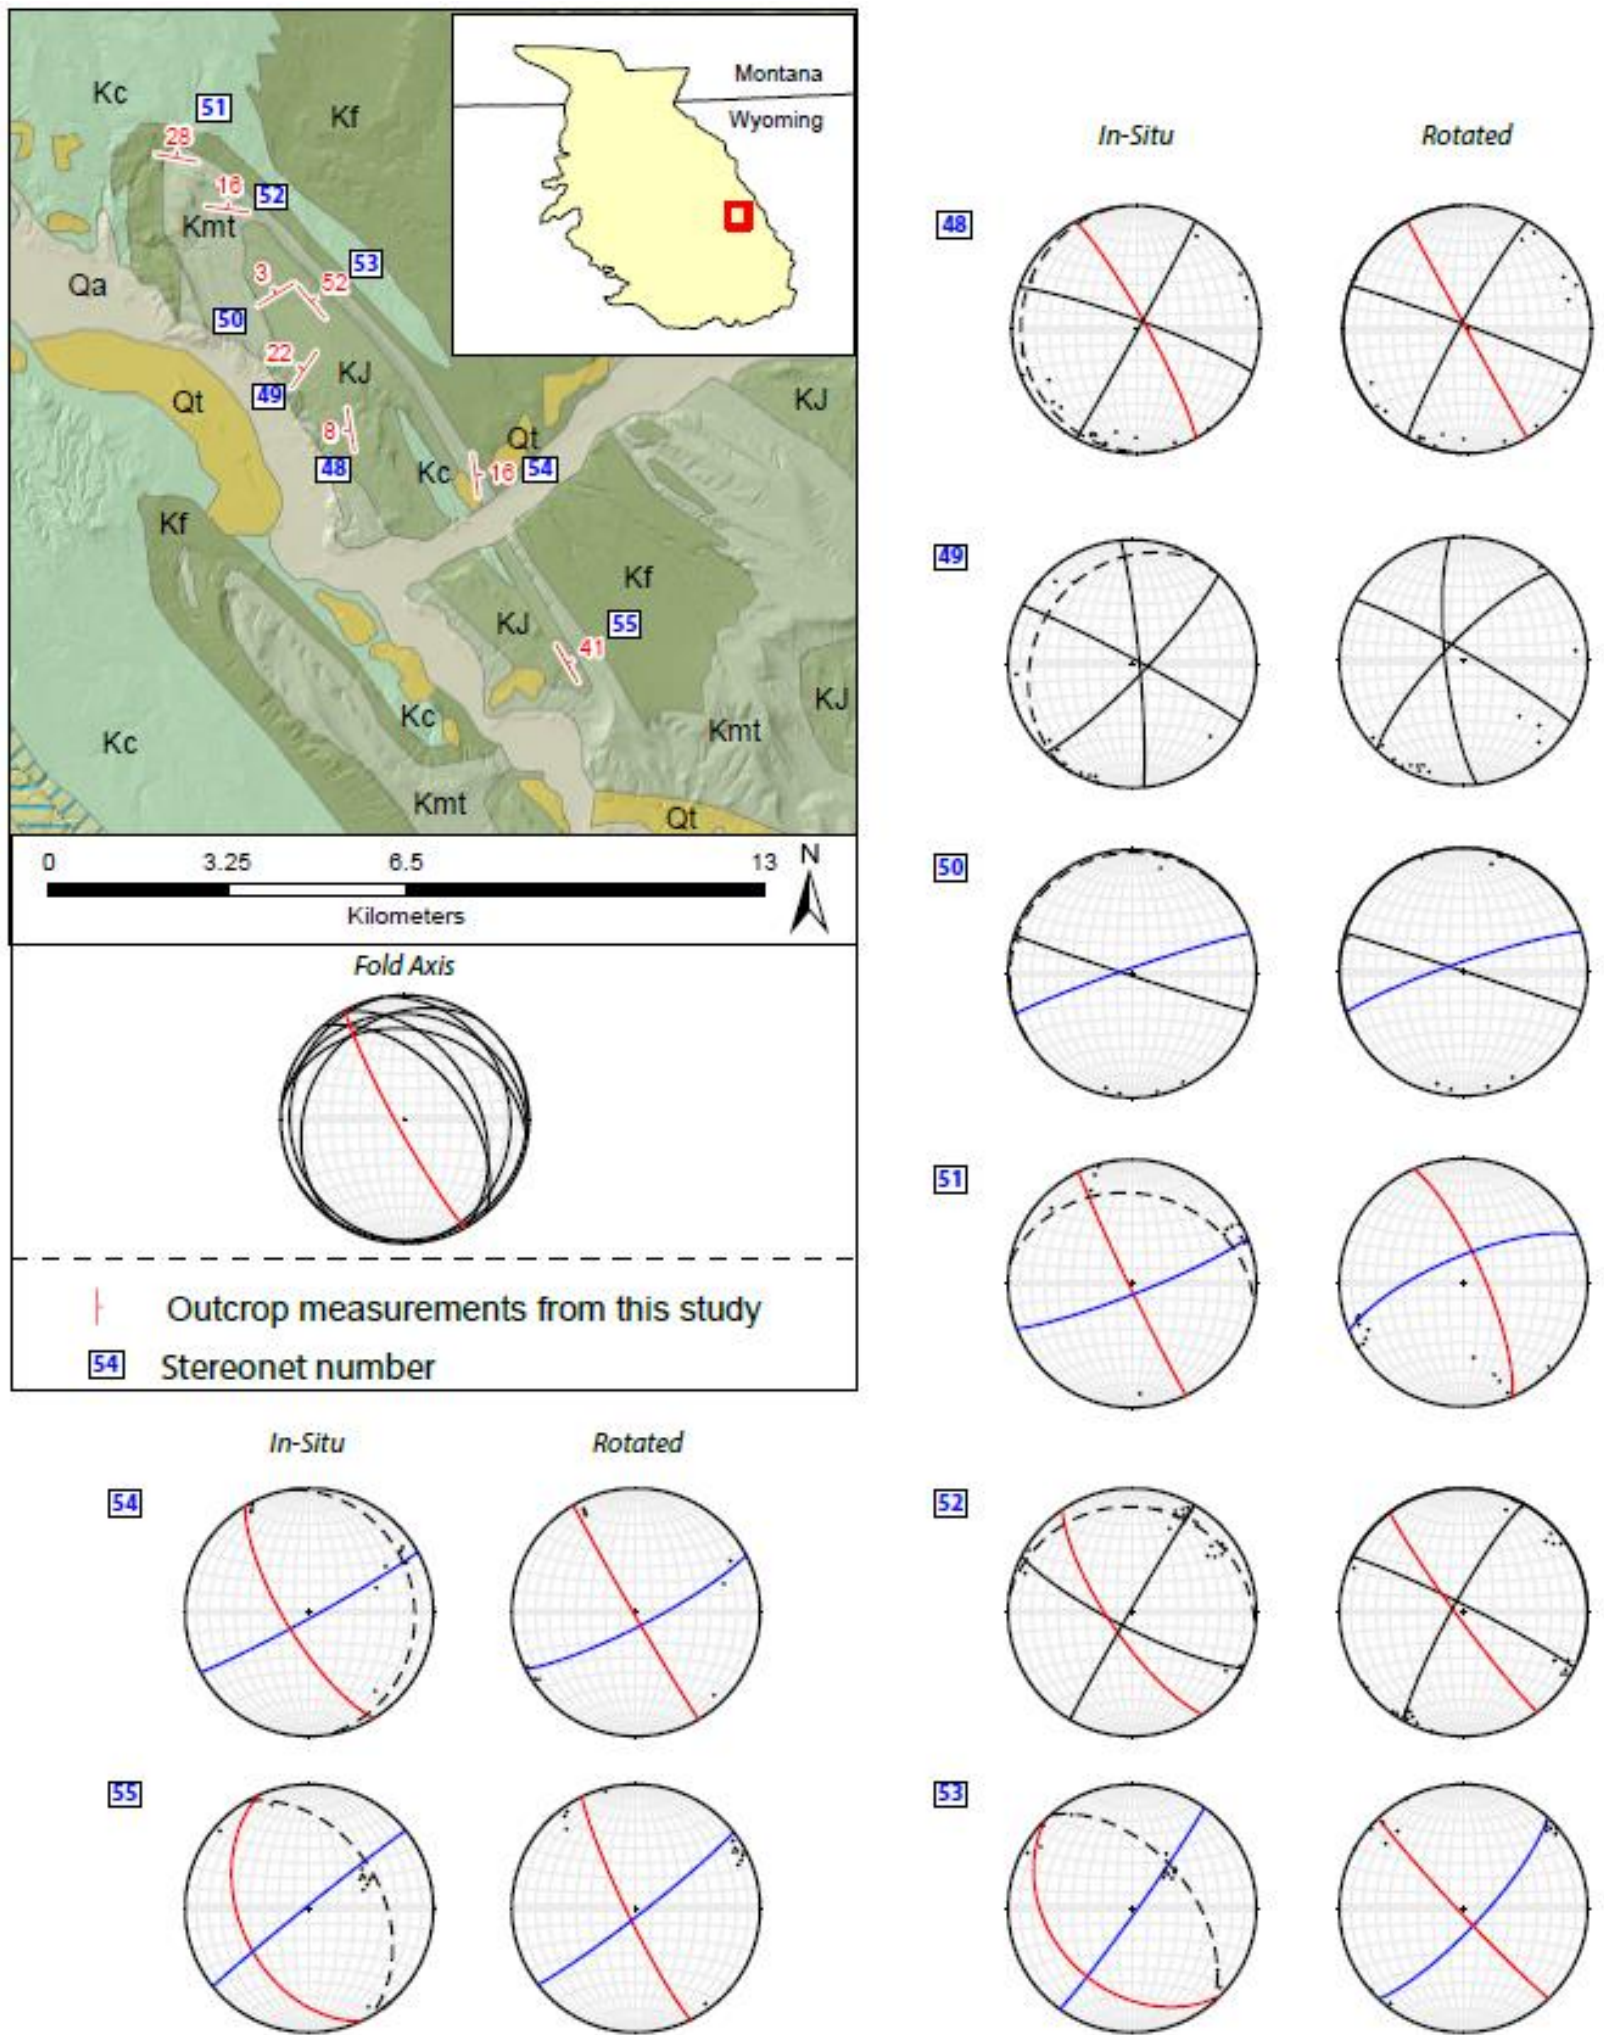 Kc
51
Kf
28
16
52
Kmt
53
3
52
Qa
50
22
KJ
49
Qt
8
Qt
48
Kc
16
54
KJ
Kf
Kf
KJ
55
41
Kc
KJ
Kc
Kmt
Kmt
Qt
Montana
Wyoming
0 3.25 6.5 13
Kilometers
N
Fold Axis
Outcrop measurements from this study
54 Stereonet number
In-Situ Rotated
48
49
50
51
52
53
In-Situ Rotated
54
55